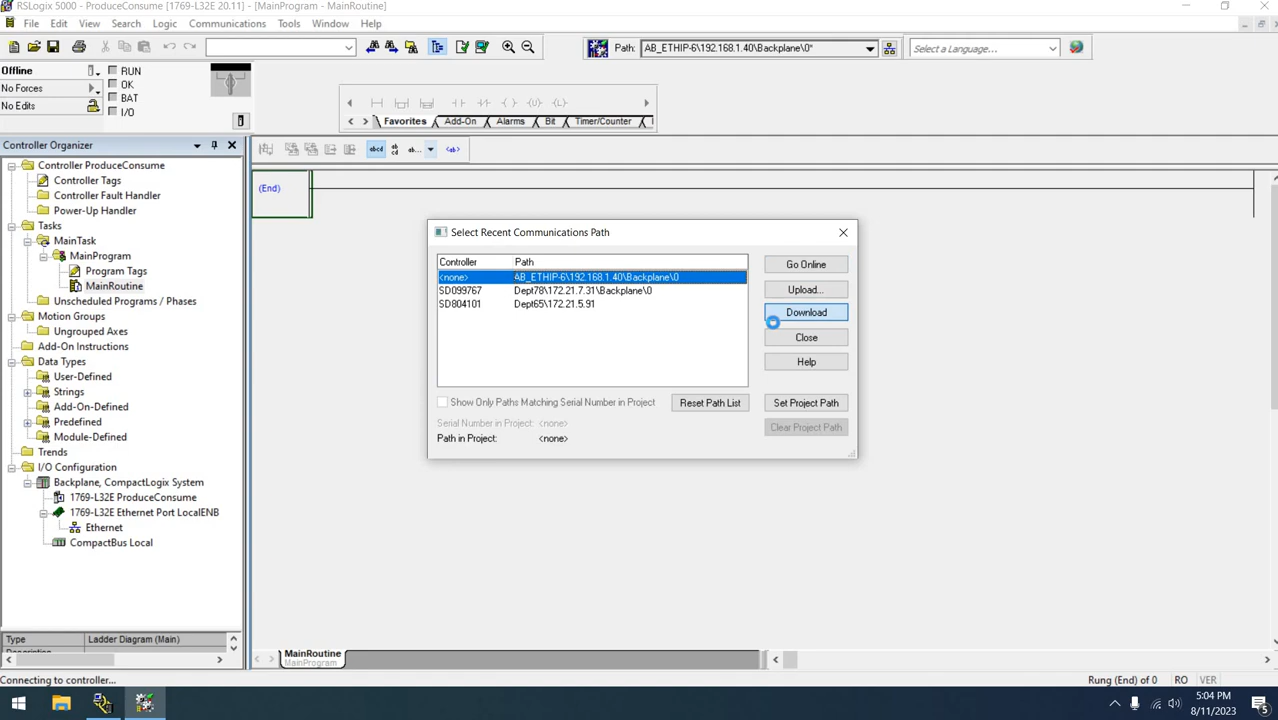 RSLogix 5000 - ProduceConsume [1769-L32E 20.11] - [MainProgram - MainRoutine]
File Edit View Search Logic Communications Tools Window Help
Path: AB_ETHIP-6\192.168.1.40\Backplane\0* Select a Language...
Offline RUN
No Forces OK
No Edits BAT
I/O
Favorites Add-On Alarms Bit Timer/Counter
Controller Organizer
Controller ProduceConsume
Controller Tags
Controller Fault Handler
Power-Up Handler
Tasks
MainTask
MainProgram
Program Tags
MainRoutine
Unscheduled Programs / Phases
Motion Groups
Ungrouped Axes
Add-On Instructions
Data Types
User-Defined
Strings
Add-On-Defined
Predefined
Module-Defined
Trends
I/O Configuration
Backplane, CompactLogix System
1769-L32E ProduceConsume
1769-L32E Ethernet Port LocalENB
Ethernet
CompactBus Local
Type Ladder Diagram (Main)
(End)
Select Recent Communications Path
Controller Path
<none> AB_ETHIP-6\192.168.1.40\Backplane\0
SD099767 Dept78\172.21.7.31\Backplane\0
SD804101 Dept65\172.21.5.91
Go Online
Upload...
Download
Close
Help
Show Only Paths Matching Serial Number in Project Reset Path List Set Project Path
Serial Number in Project: <none> Clear Project Path
Path in Project: <none>
MainRoutine
MainProgram
Connecting to controller... Rung (End) of 0 RO VER
5:04 PM
8/11/2023